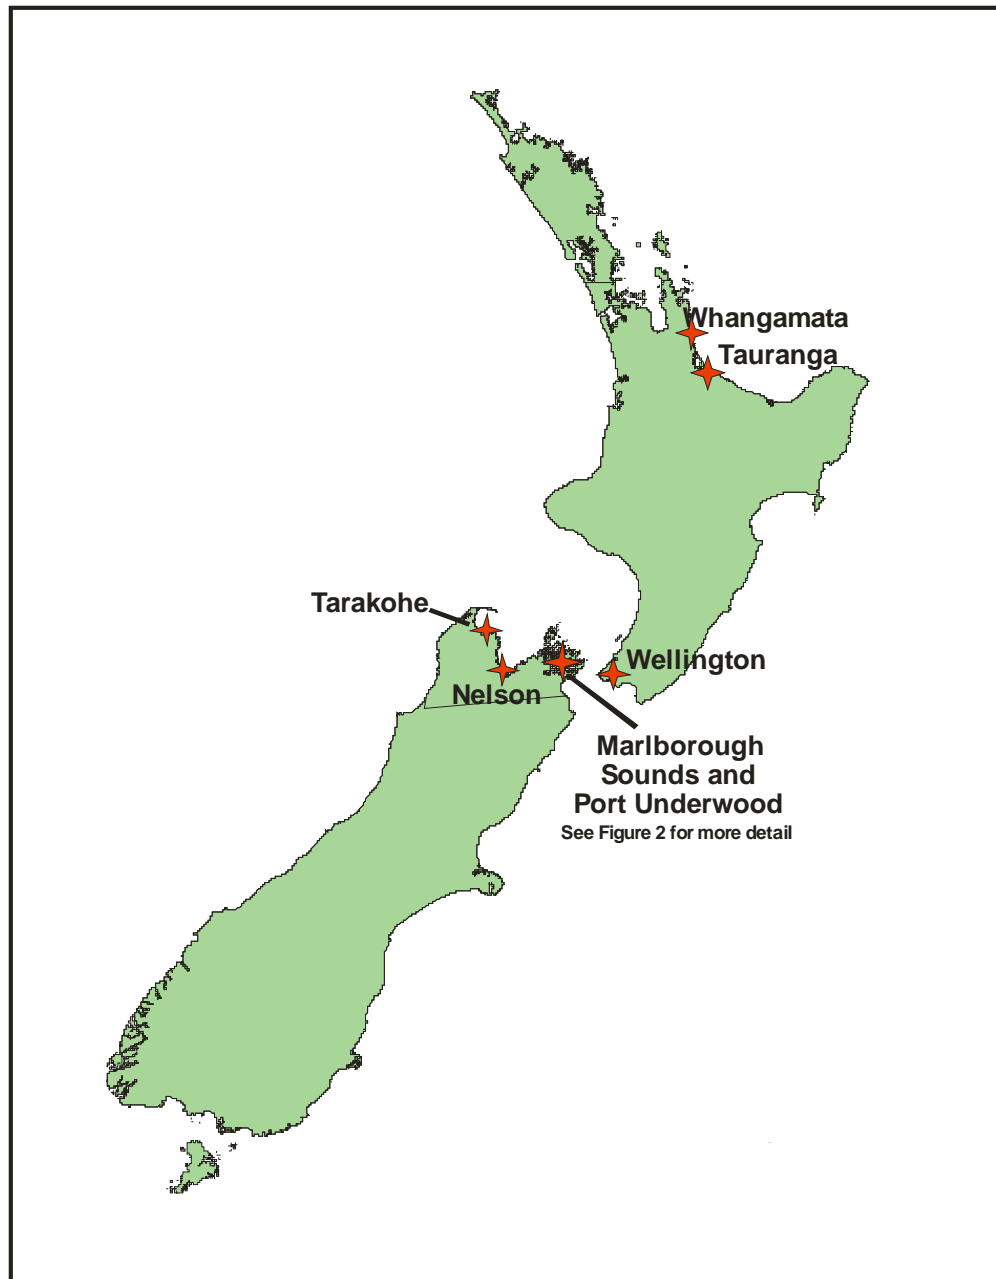 Whangamata
Tauranga
Tarakohe
Wellington
Nelson
Marlborough
Sounds and
Port Underwood
See Figure 2 for more detail